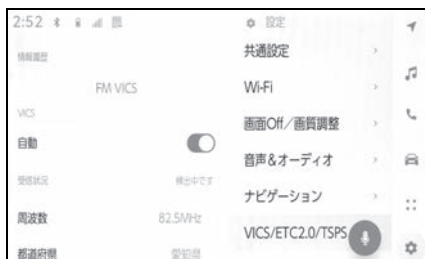 2:52
情報履歴
FM VICS
VICS
自動
受信状況 検出中です
周波数 82.5MHz
都道府県 愛知県
設定
共通設定
Wi-Fi
画面Off/画質調整
音声&オーディオ
ナビゲーション
VICS/ETC2.0/TSPS